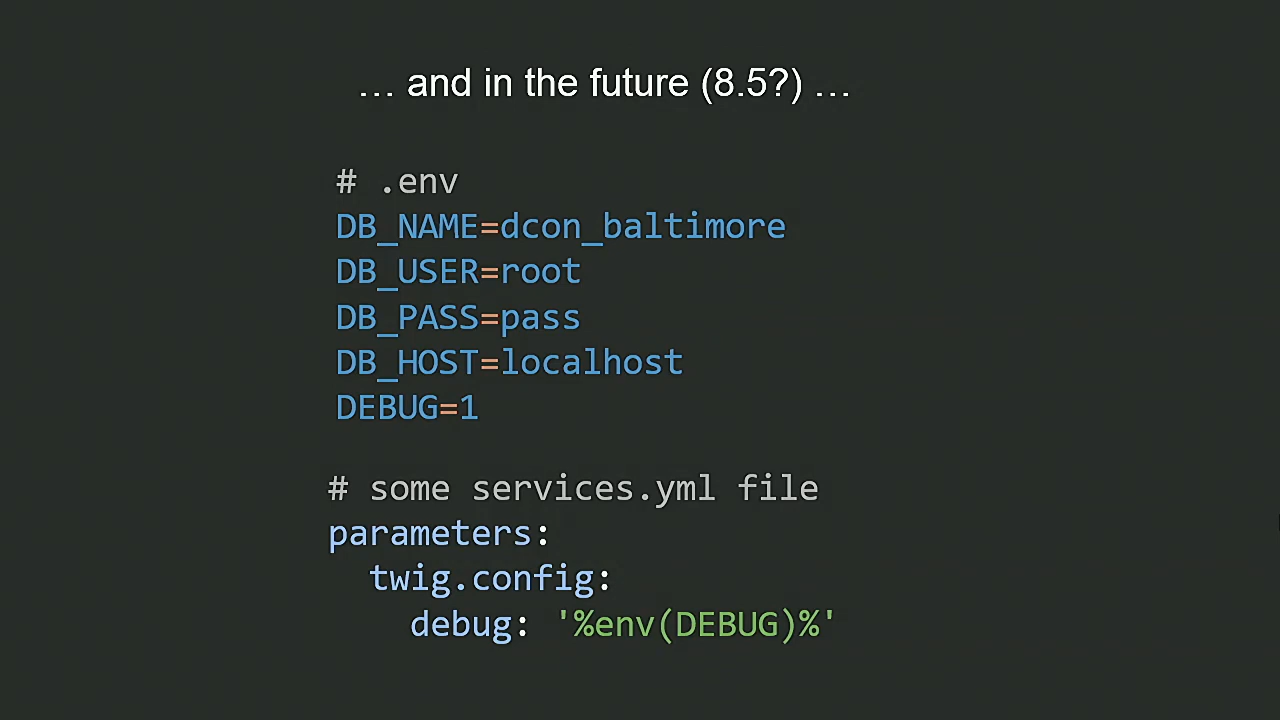 … and in the future (8.5?) …
# .env
DB_NAME=dcon_baltimore
DB_USER=root
DB_PASS=pass
DB_HOST=localhost
DEBUG=1
# some services.yml file
parameters:
  twig.config:
    debug: '%env(DEBUG)%'